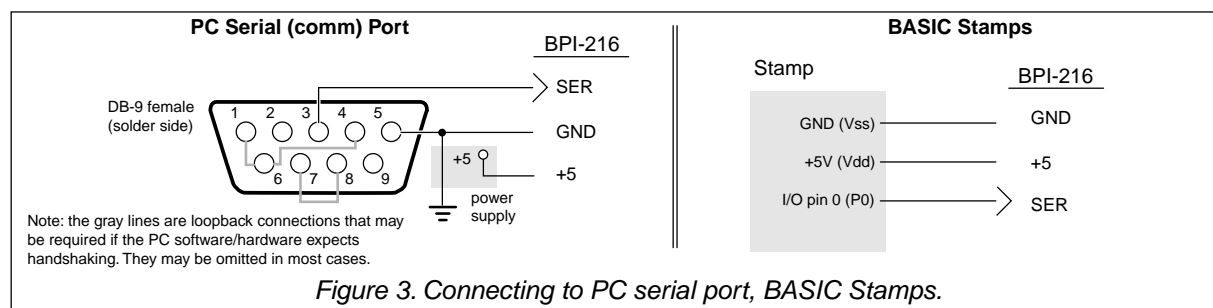 PC Serial (comm) Port
BPI-216
SER
DB-9 female
(solder side)
1 2 3 4 5
GND
6 7 8 9
+5
+5
power
supply
Note: the gray lines are loopback connections that may
be required if the PC software/hardware expects
handshaking. They may be omitted in most cases.
BASIC Stamps
Stamp
BPI-216
GND (Vss)
GND
+5V (Vdd)
+5
I/O pin 0 (P0)
SER
Figure 3. Connecting to PC serial port, BASIC Stamps.